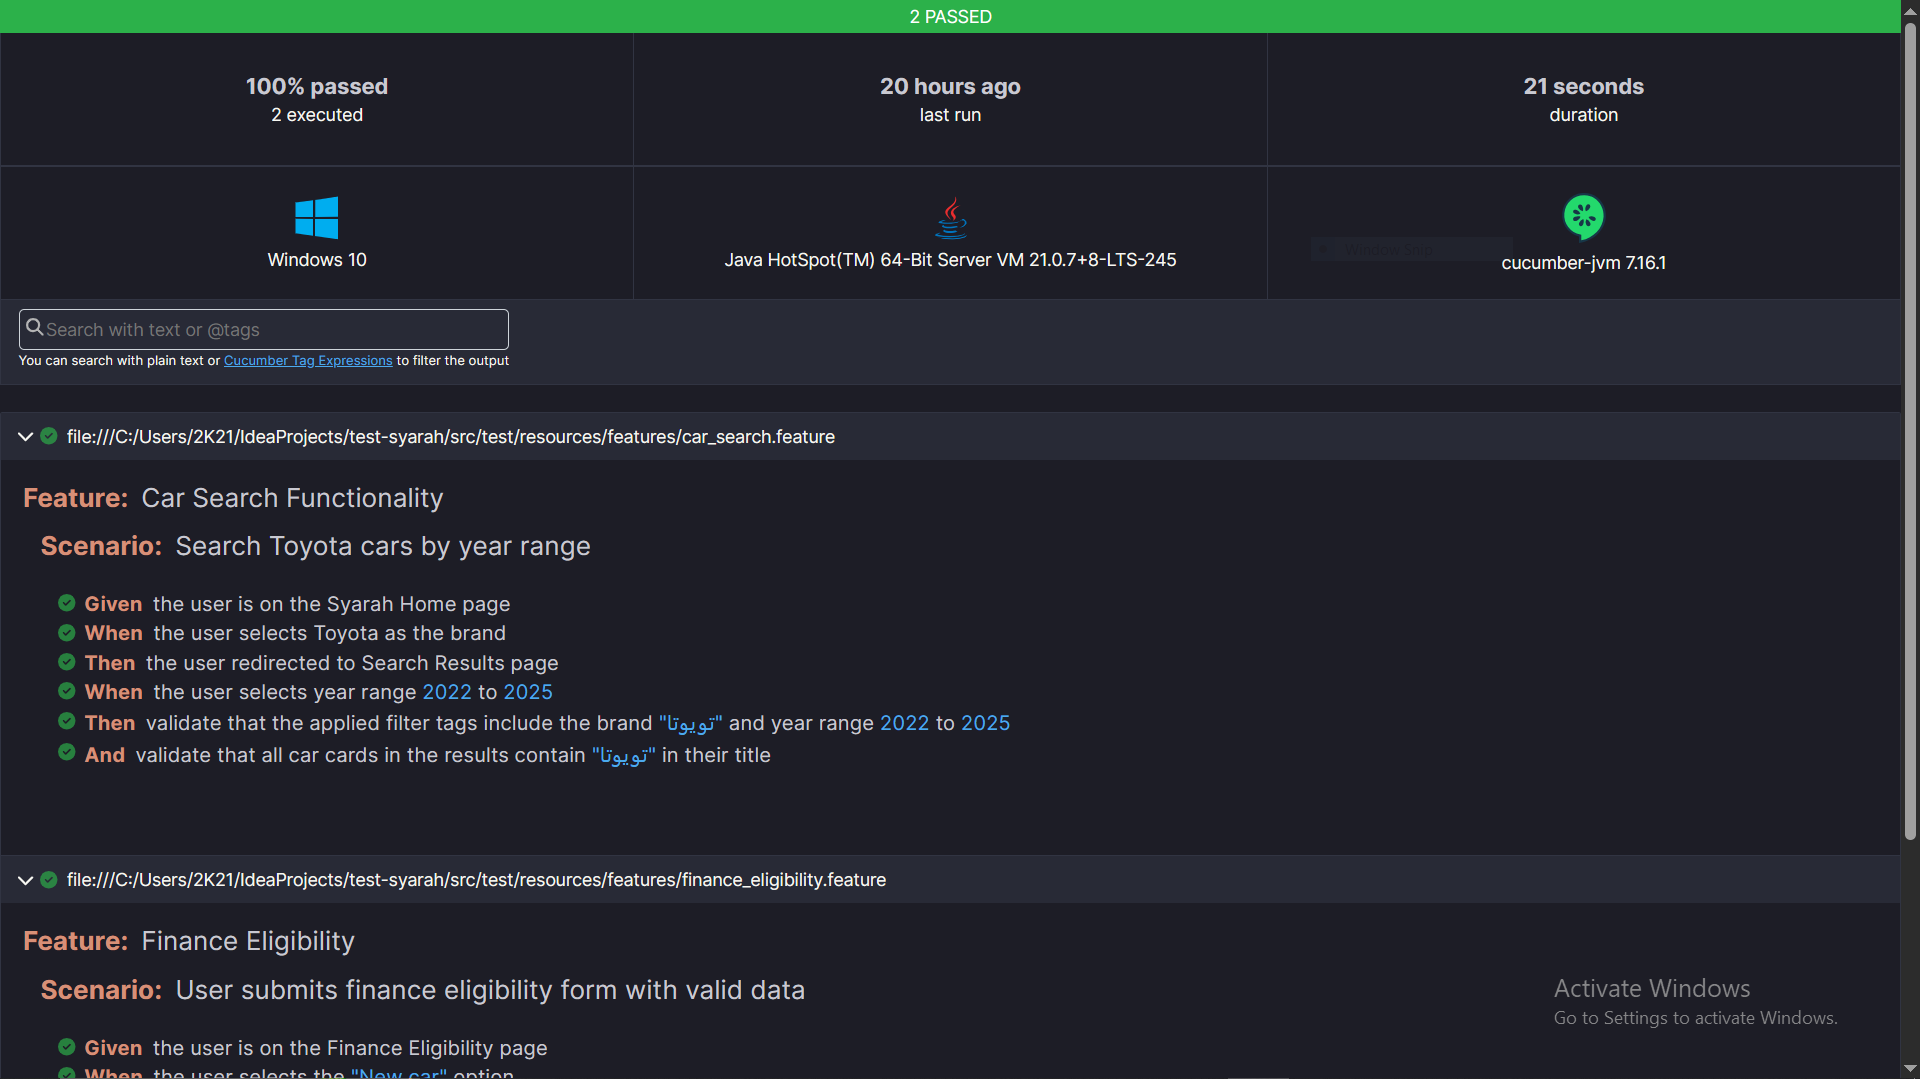 2 PASSED
100% passed
2 executed
20 hours ago
last run
21 seconds
duration
Windows 10
Java HotSpot(TM) 64-Bit Server VM 21.0.7+8-LTS-245
Window Snip
cucumber-jvm 7.16.1
Search with text or @tags
You can search with plain text or Cucumber Tag Expressions to filter the output
file:///C:/Users/2K21/IdeaProjects/test-syarah/src/test/resources/features/car_search.feature
Feature: Car Search Functionality
Scenario: Search Toyota cars by year range
Given the user is on the Syarah Home page
When the user selects Toyota as the brand
Then the user redirected to Search Results page
When the user selects year range 2022 to 2025
Then validate that the applied filter tags include the brand "تويوتا" and year range 2022 to 2025
And validate that all car cards in the results contain "تويوتا" in their title
file:///C:/Users/2K21/IdeaProjects/test-syarah/src/test/resources/features/finance_eligibility.feature
Feature: Finance Eligibility
Scenario: User submits finance eligibility form with valid data
Given the user is on the Finance Eligibility page
When the user selects the "New car" option
Activate Windows
Go to Settings to activate Windows.